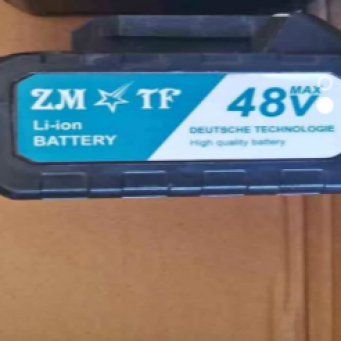 ZM TF
Li-ion
BATTERY
48V MAX
DEUTSCHE TECHNOLOGIE
High quality battery